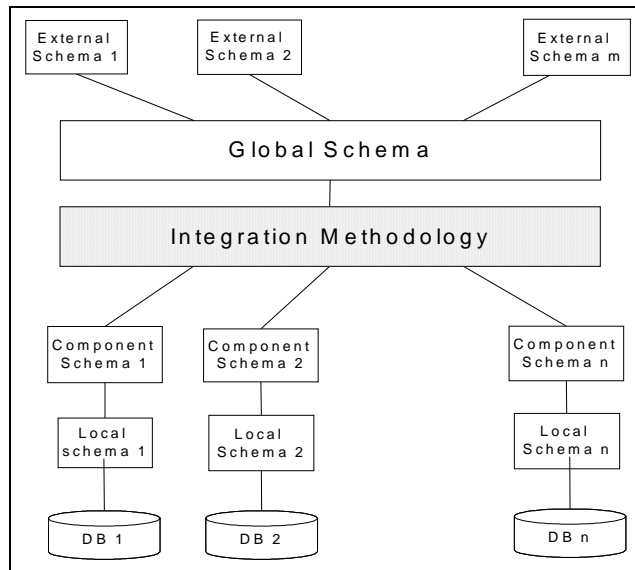 External
Schema 1
External
Schema 2
External
Schema m
Global Schema
Integration Methodology
Component
Schema 1
Component
Schema 2
Component
Schema n
Local
schema 1
Local
Schema 2
Local
Schema n
DB 1
DB 2
DB n